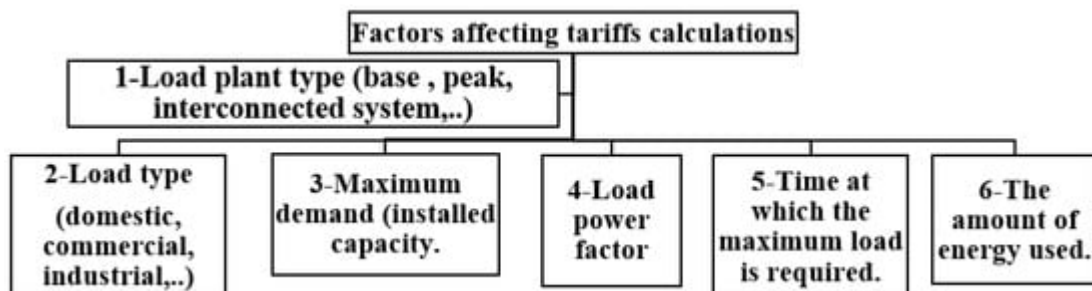 Factors affecting tariffs calculations
1-Load plant type (base , peak,
interconnected system,..)
2-Load type
(domestic,
commercial,
industrial,..)
3-Maximum
demand (installed
capacity.
4-Load
power
factor
5-Time at
which the
maximum load
is required.
6-The
amount of
energy used.